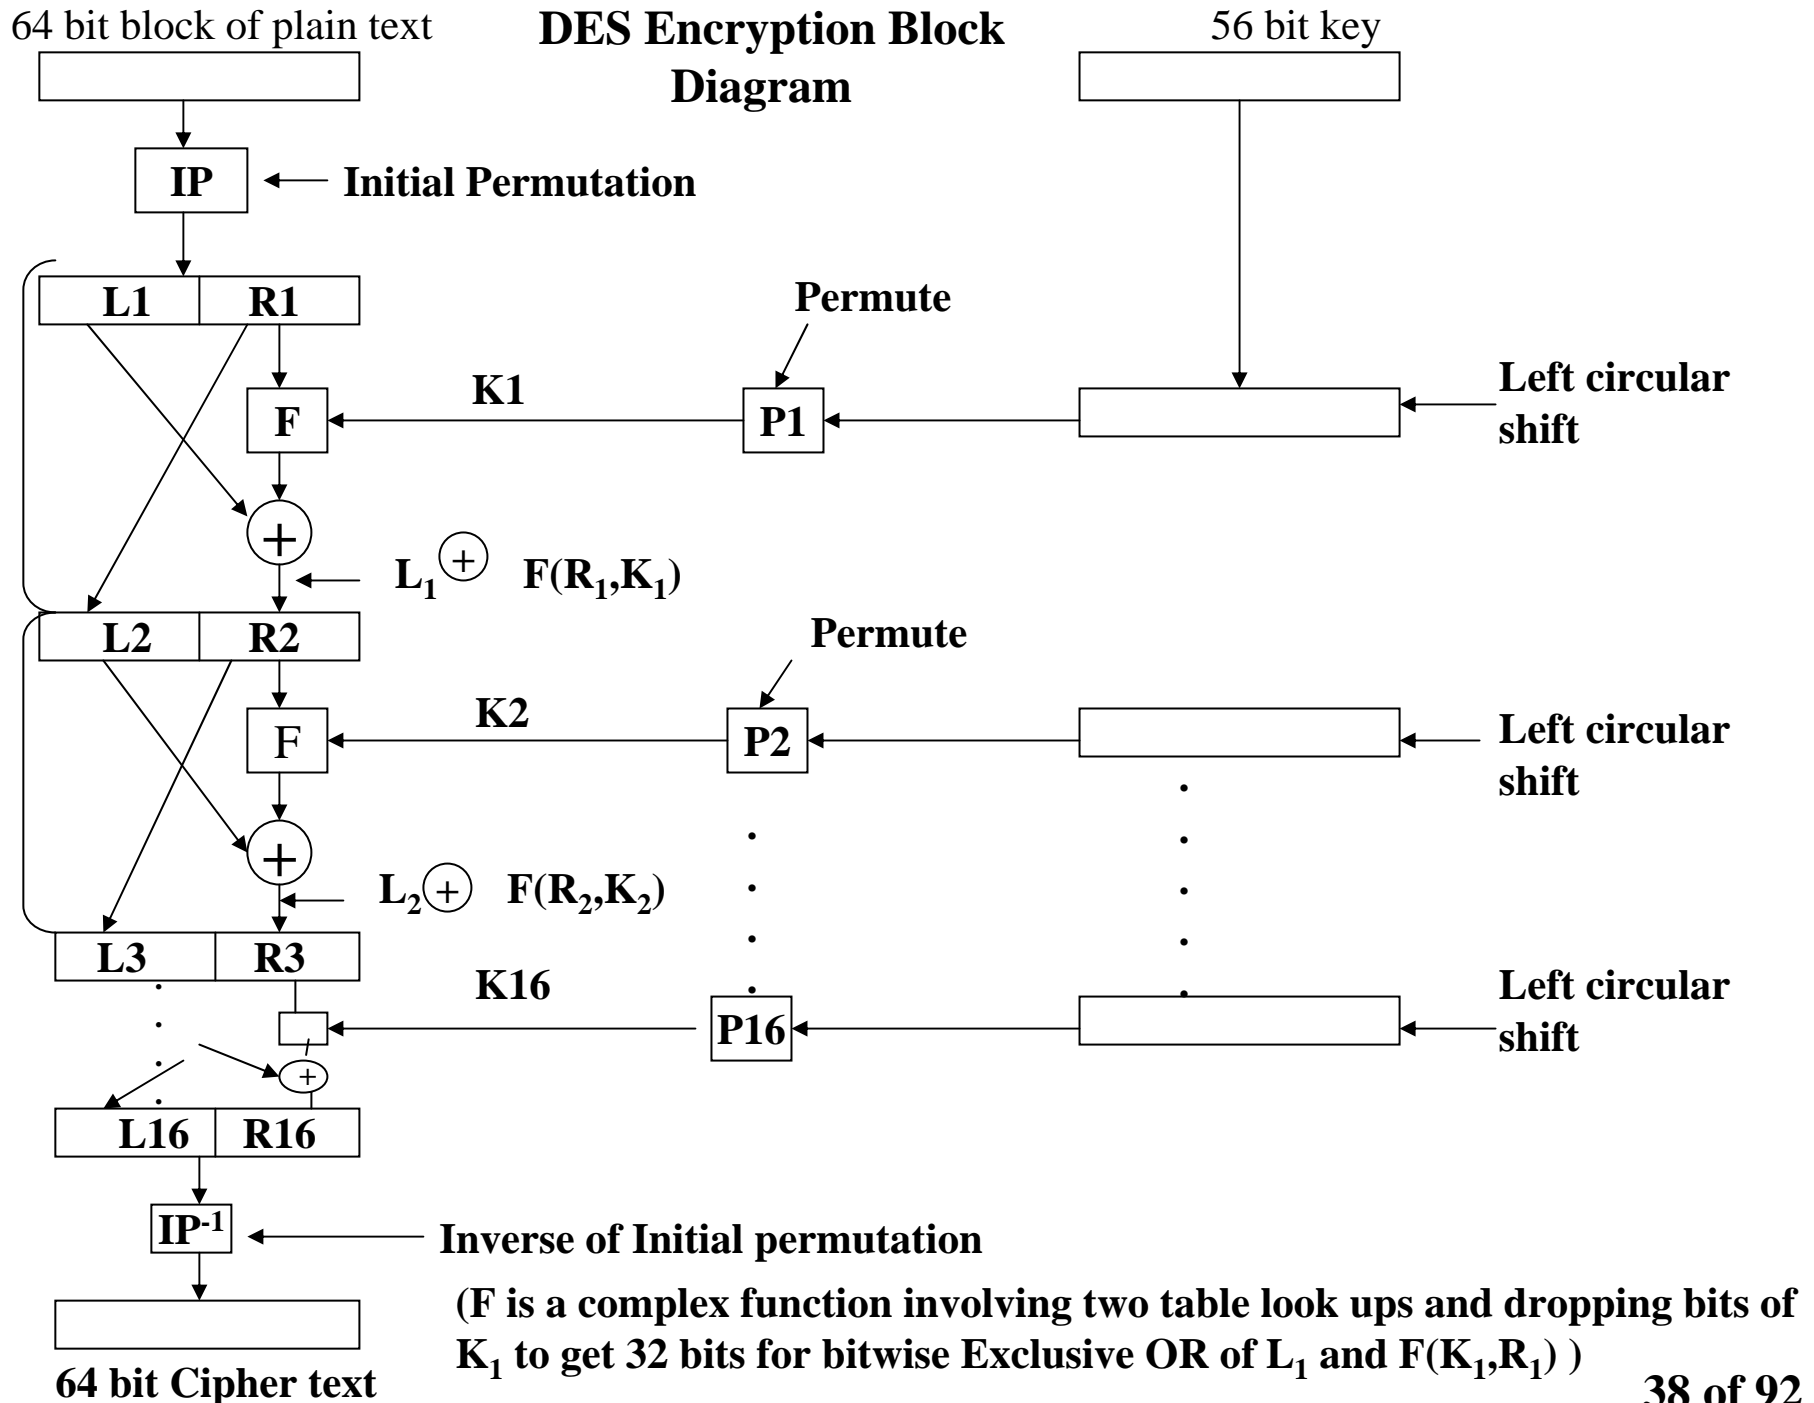 64 bit block of plain text
DES Encryption Block
Diagram
56 bit key
IP
Initial Permutation
L1 R1
Permute
K1
F
P1
Left circular
shift
+
L₁ + F(R₁,K₁)
L2 R2
Permute
K2
F
P2
Left circular
shift
+
L₂ + F(R₂,K₂)
L3 R3
K16
P16
Left circular
shift
+
L16 R16
IP⁻¹
Inverse of Initial permutation
(F is a complex function involving two table look ups and dropping bits of
K₁ to get 32 bits for bitwise Exclusive OR of L₁ and F(K₁,R₁) )
64 bit Cipher text
38 of 92